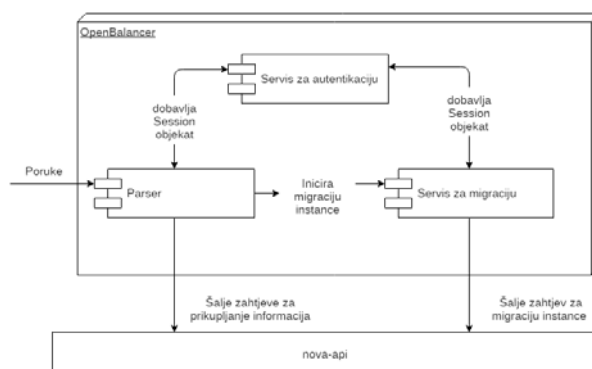 OpenBalancer
Servis za autentikaciju
dobavlja
Session
objekat
dobavlja
Session
objekat
Poruke
Parser
Inicira
migraciju
instance
Servis za migraciju
Šalje zahtjeve za
prikupljanje informacija
Šalje zahtjev za
migraciju instance
nova-api